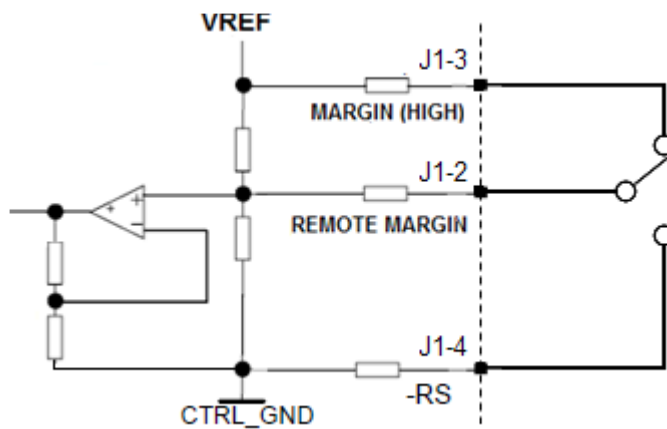 VREF
J1-3
MARGIN (HIGH)
J1-2
REMOTE MARGIN
J1-4
-RS
CTRL_GND